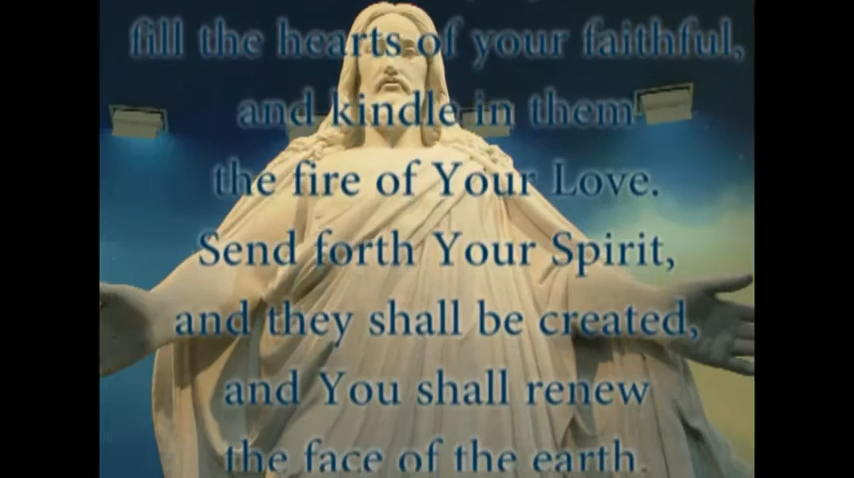 fill the hearts of your faithful,
and kindle in them
the fire of Your Love.
Send forth Your Spirit,
and they shall be created,
and You shall renew
the face of the earth.